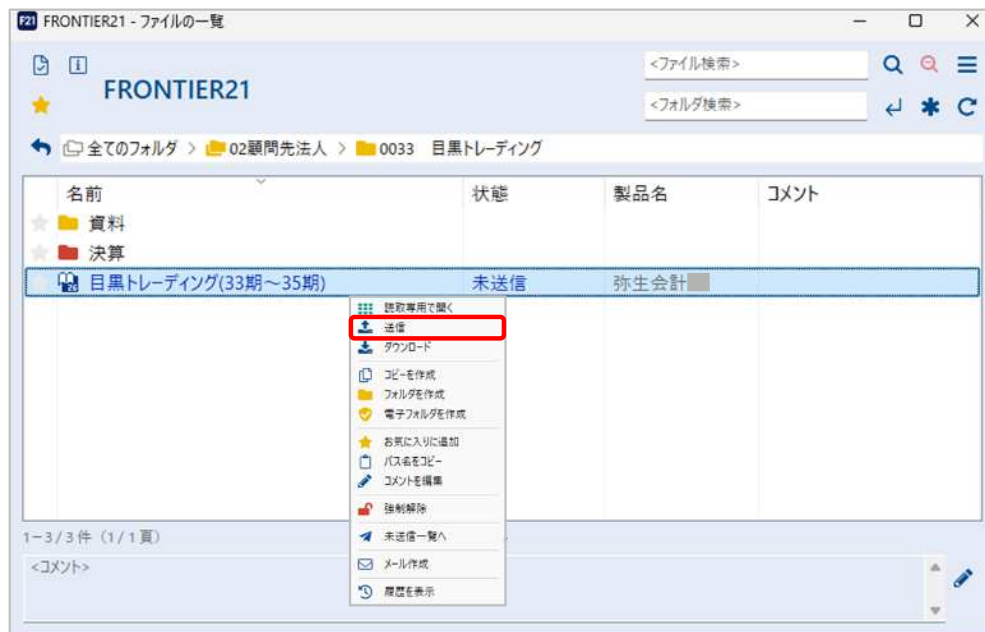 F21 FRONTIER21 - ファイルの一覧
<ファイル検索>
FRONTIER21
<フォルダ検索>
全てのフォルダ > 02顧問先法人 > 0033 目黒トレーディング
名前 状態 製品名 コメント
資料
決算
目黒トレーディング(33期～35期) 未送信 弥生会計
読取専用で開く
送信
ダウンロード
コピーを作成
フォルダを作成
電子フォルダを作成
お気に入りに追加
パス名をコピー
コメントを編集
強制解除
未送信一覧へ
メール作成
履歴を表示
1-3/3件 (1/1頁)
<コメント>